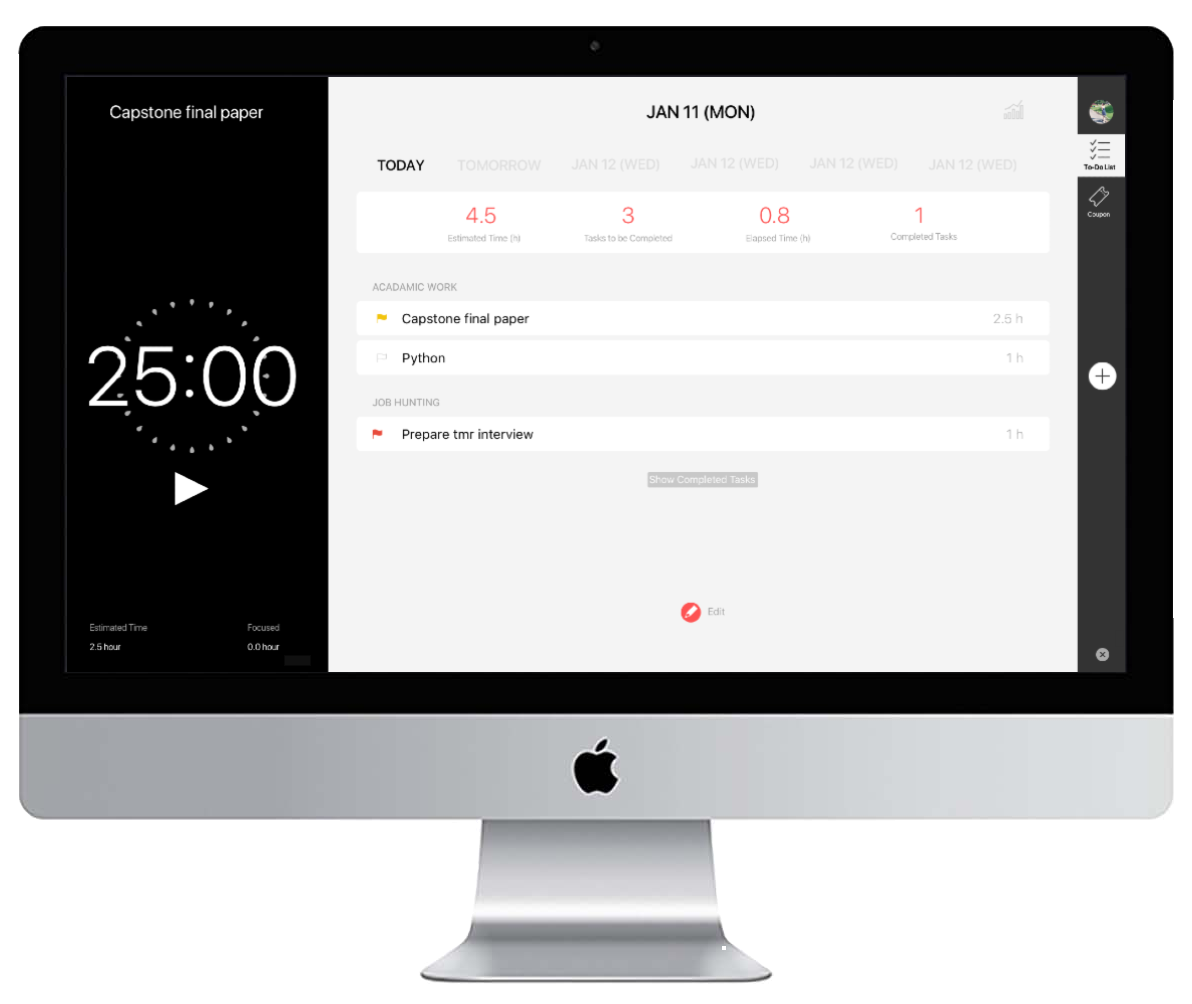 Capstone final paper
25:00
Estimated Time
Focused
2.5 hour
0.0 hour
JAN 11 (MON)
TODAY
TOMORROW
JAN 12 (WED)
JAN 12 (WED)
JAN 12 (WED)
JAN 12 (WED)
4.5
3
0.8
1
Estimated Time (h)
Tasks to be Completed
Elapsed Time (h)
Completed Tasks
ACADAMIC WORK
Capstone final paper
2.5 h
Python
1 h
JOB HUNTING
Prepare tmr interview
1 h
Show Completed Tasks
Edit
To-Do List
Coupon